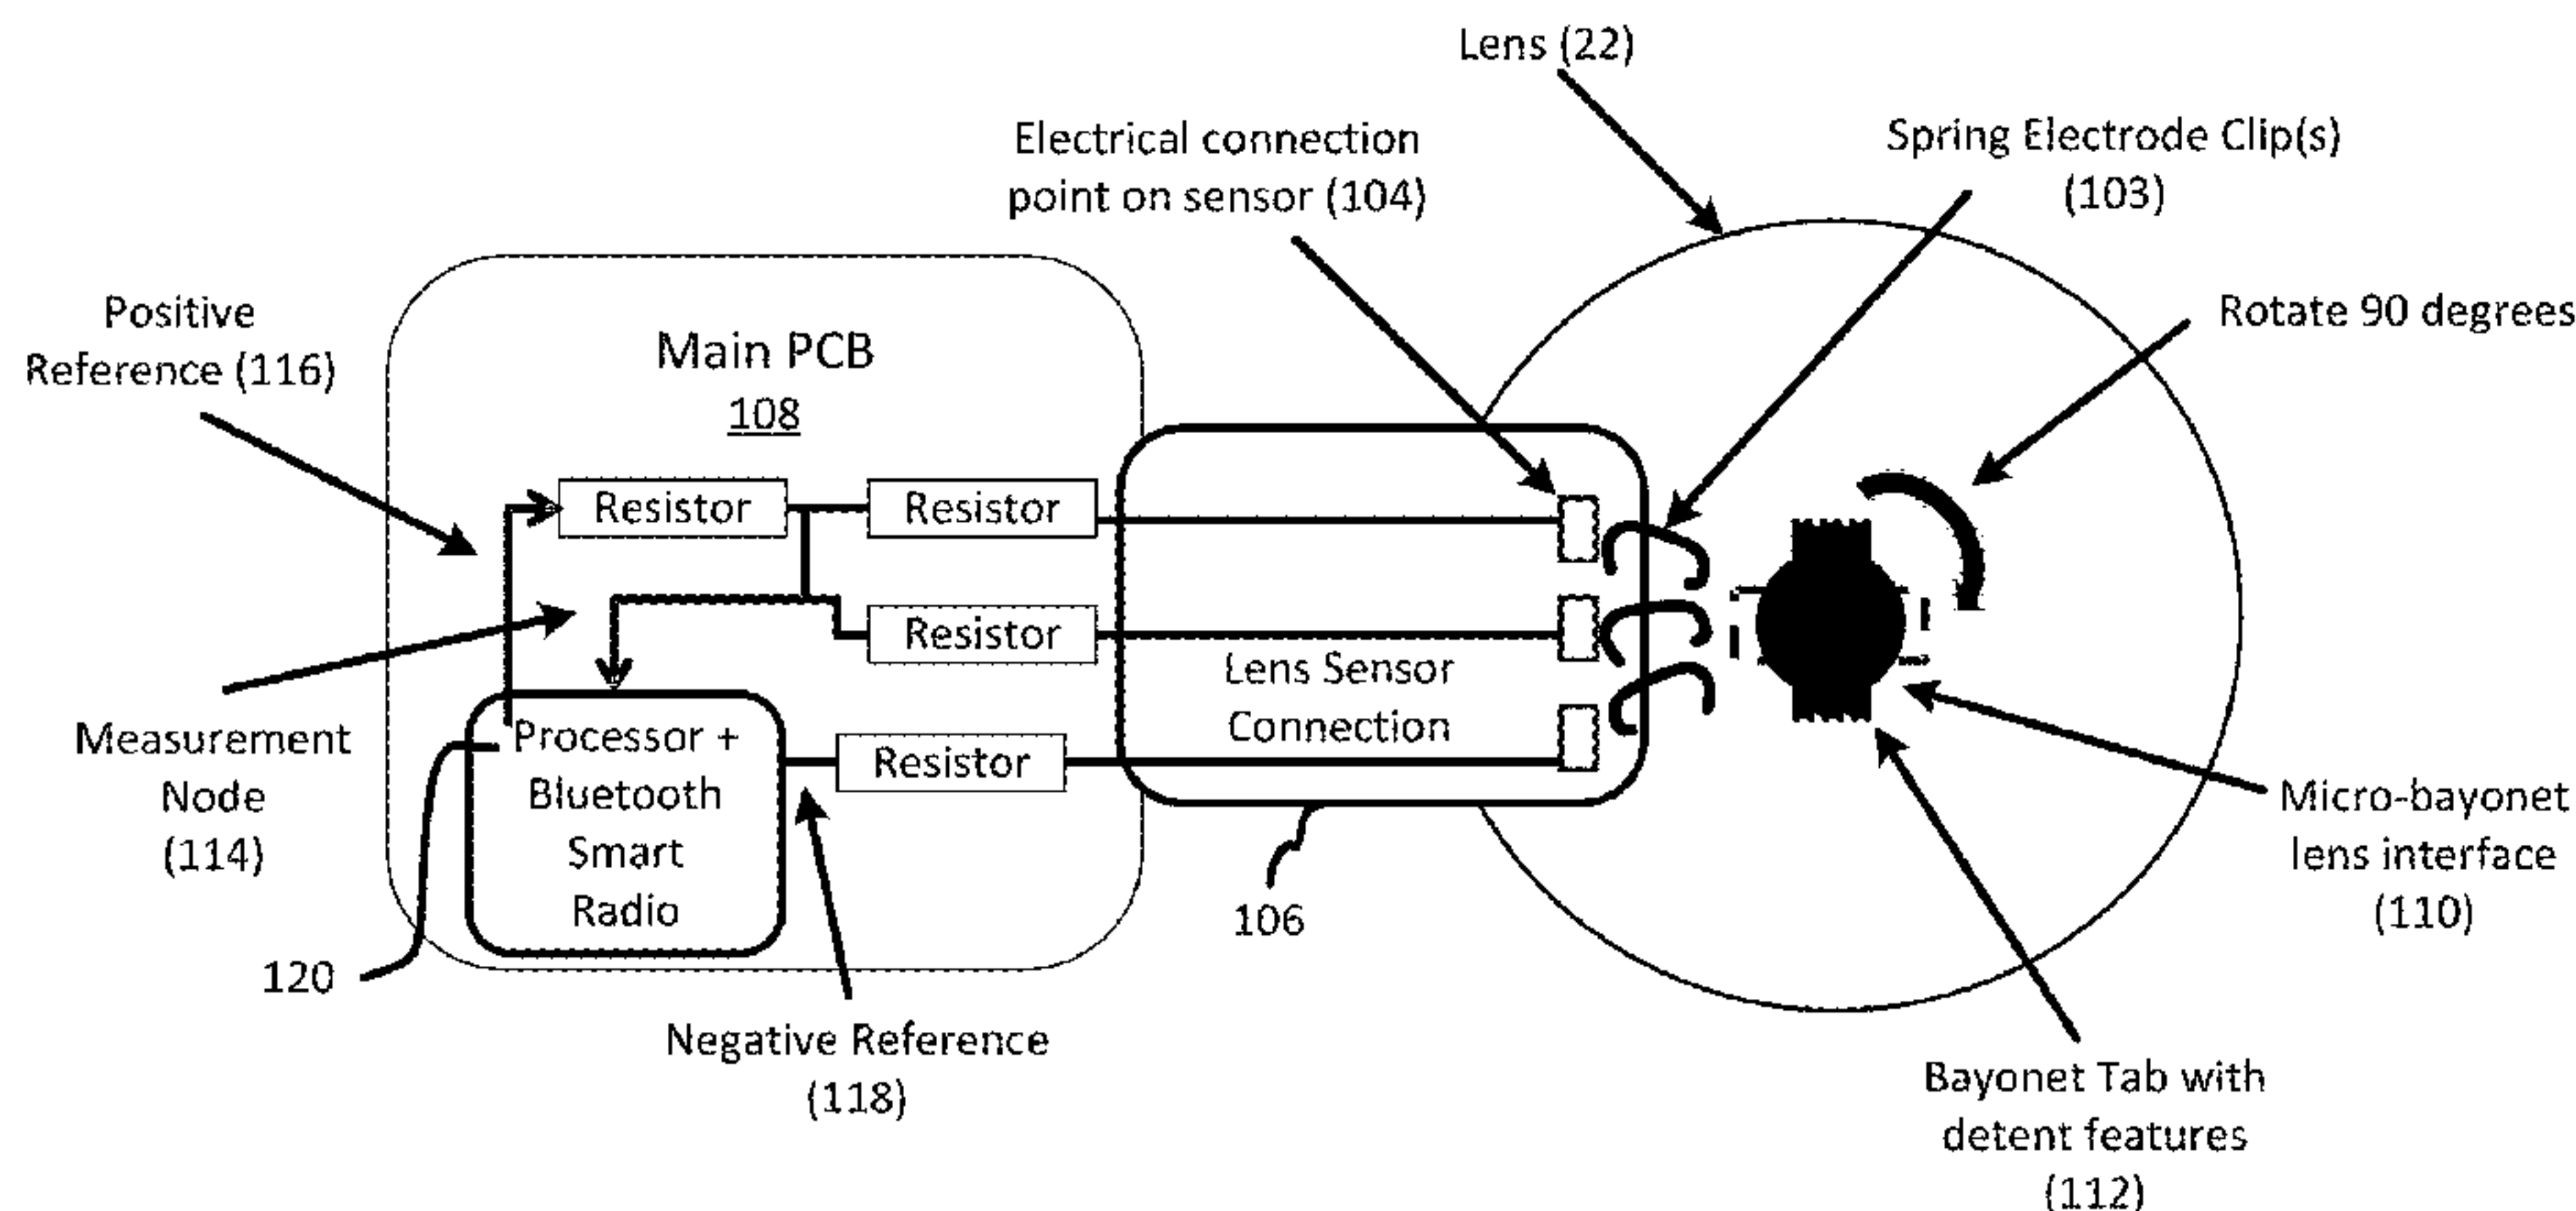 Lens (22)
Electrical connection
point on sensor (104)
Spring Electrode Clip(s)
(103)
Positive
Reference (116)
Rotate 90 degrees
Main PCB
108
Resistor
Resistor
Resistor
Lens Sensor
Connection
Measurement
Node
(114)
Processor +
Bluetooth
Smart
Radio
Resistor
Micro-bayonet
lens interface
(110)
106
120
Negative Reference
(118)
Bayonet Tab with
detent features
(112)